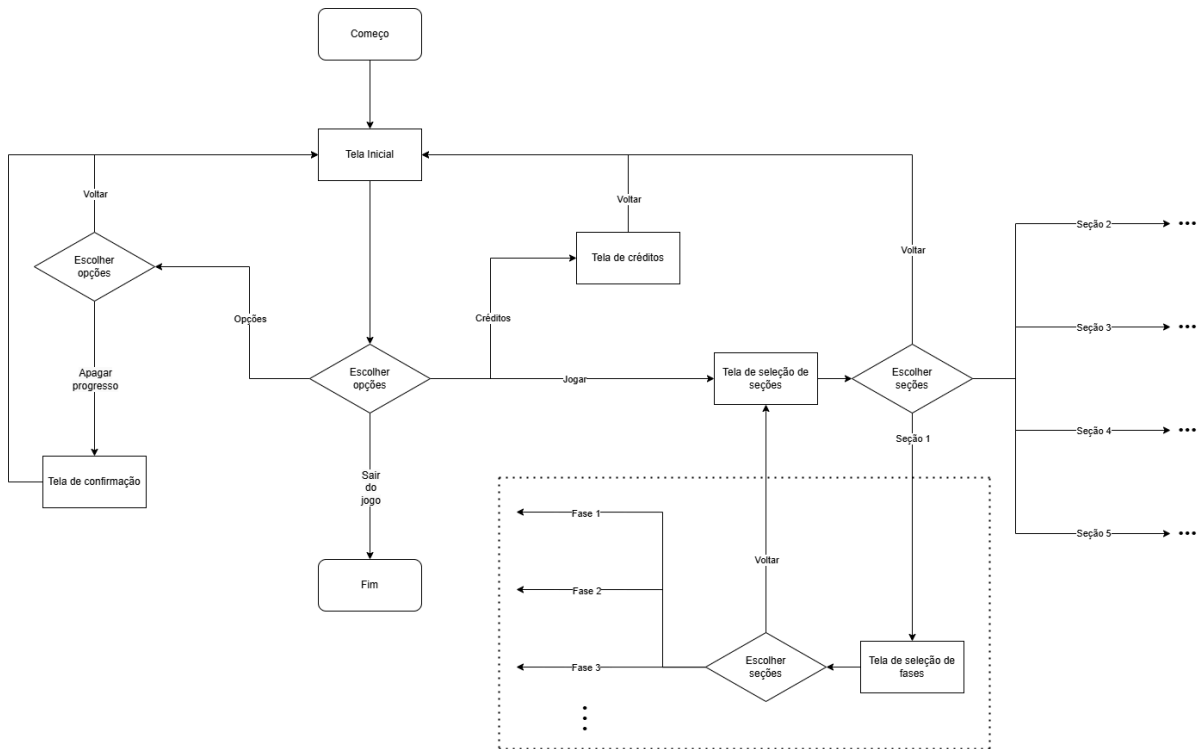 Começo
Tela Inicial
Voltar
Voltar
Seção 2
Voltar
Tela de créditos
Escolher
opções
Opções
Créditos
Seção 3
Apagar
progresso
Escolher
opções
Jogar
Tela de seleção de
seções
Escolher
seções
Seção 4
Seção 1
Tela de confirmação
Sair
do
jogo
Fase 1
Seção 5
Voltar
Fim
Fase 2
Fase 3
Escolher
seções
Tela de seleção de
fases